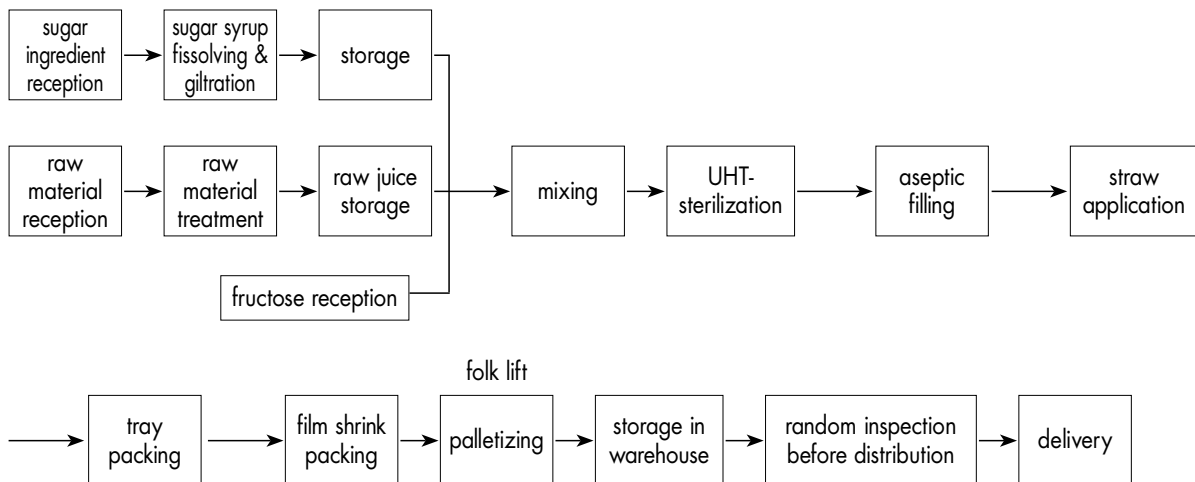 sugar
ingredient
reception
sugar syrup
fissolving &
giltration
storage
raw
material
reception
raw
material
treatment
raw juice
storage
mixing
UHT-
sterilization
aseptic
filling
straw
application
fructose reception
folk lift
tray
packing
film shrink
packing
palletizing
storage in
warehouse
random inspection
before distribution
delivery